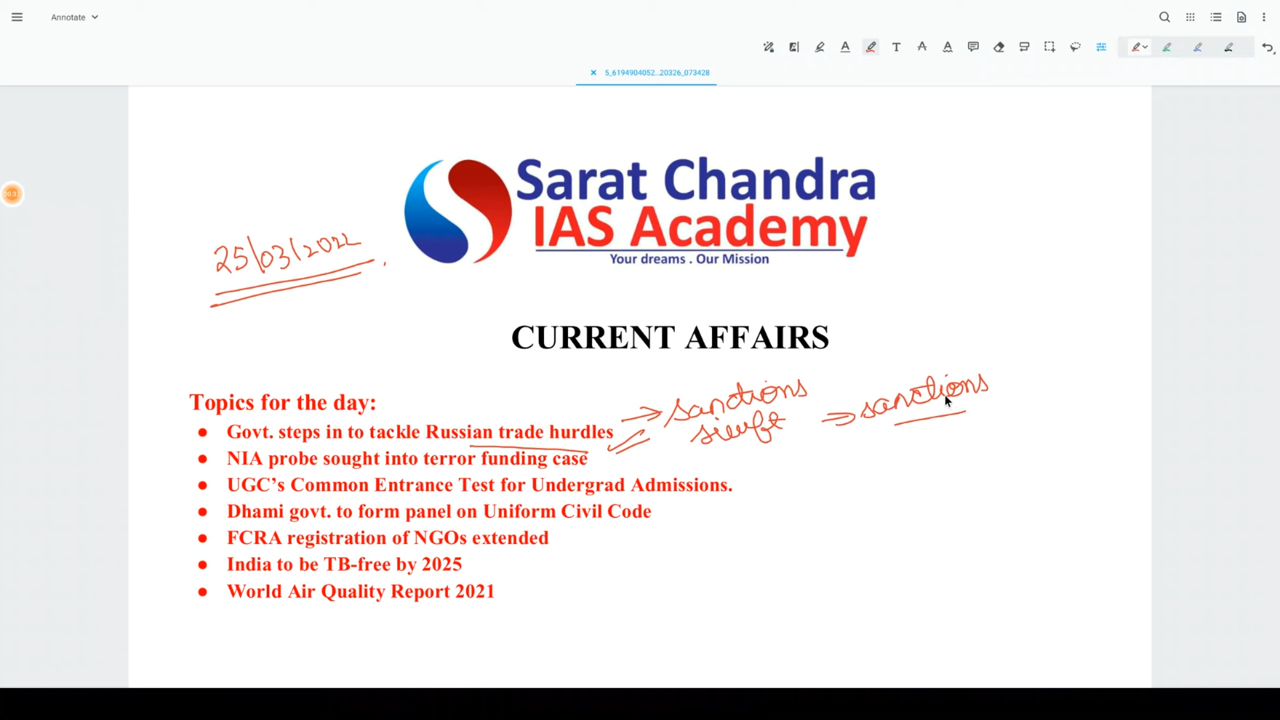 Annotate
5_6194904052...20326_073428
Sarat Chandra
IAS Academy
Your dreams . Our Mission
25/03/2022
CURRENT AFFAIRS
Topics for the day:
sanctions
sanctions
swift
● Govt. steps in to tackle Russian trade hurdles
● NIA probe sought into terror funding case
● UGC's Common Entrance Test for Undergrad Admissions.
● Dhami govt. to form panel on Uniform Civil Code
● FCRA registration of NGOs extended
● India to be TB-free by 2025
● World Air Quality Report 2021